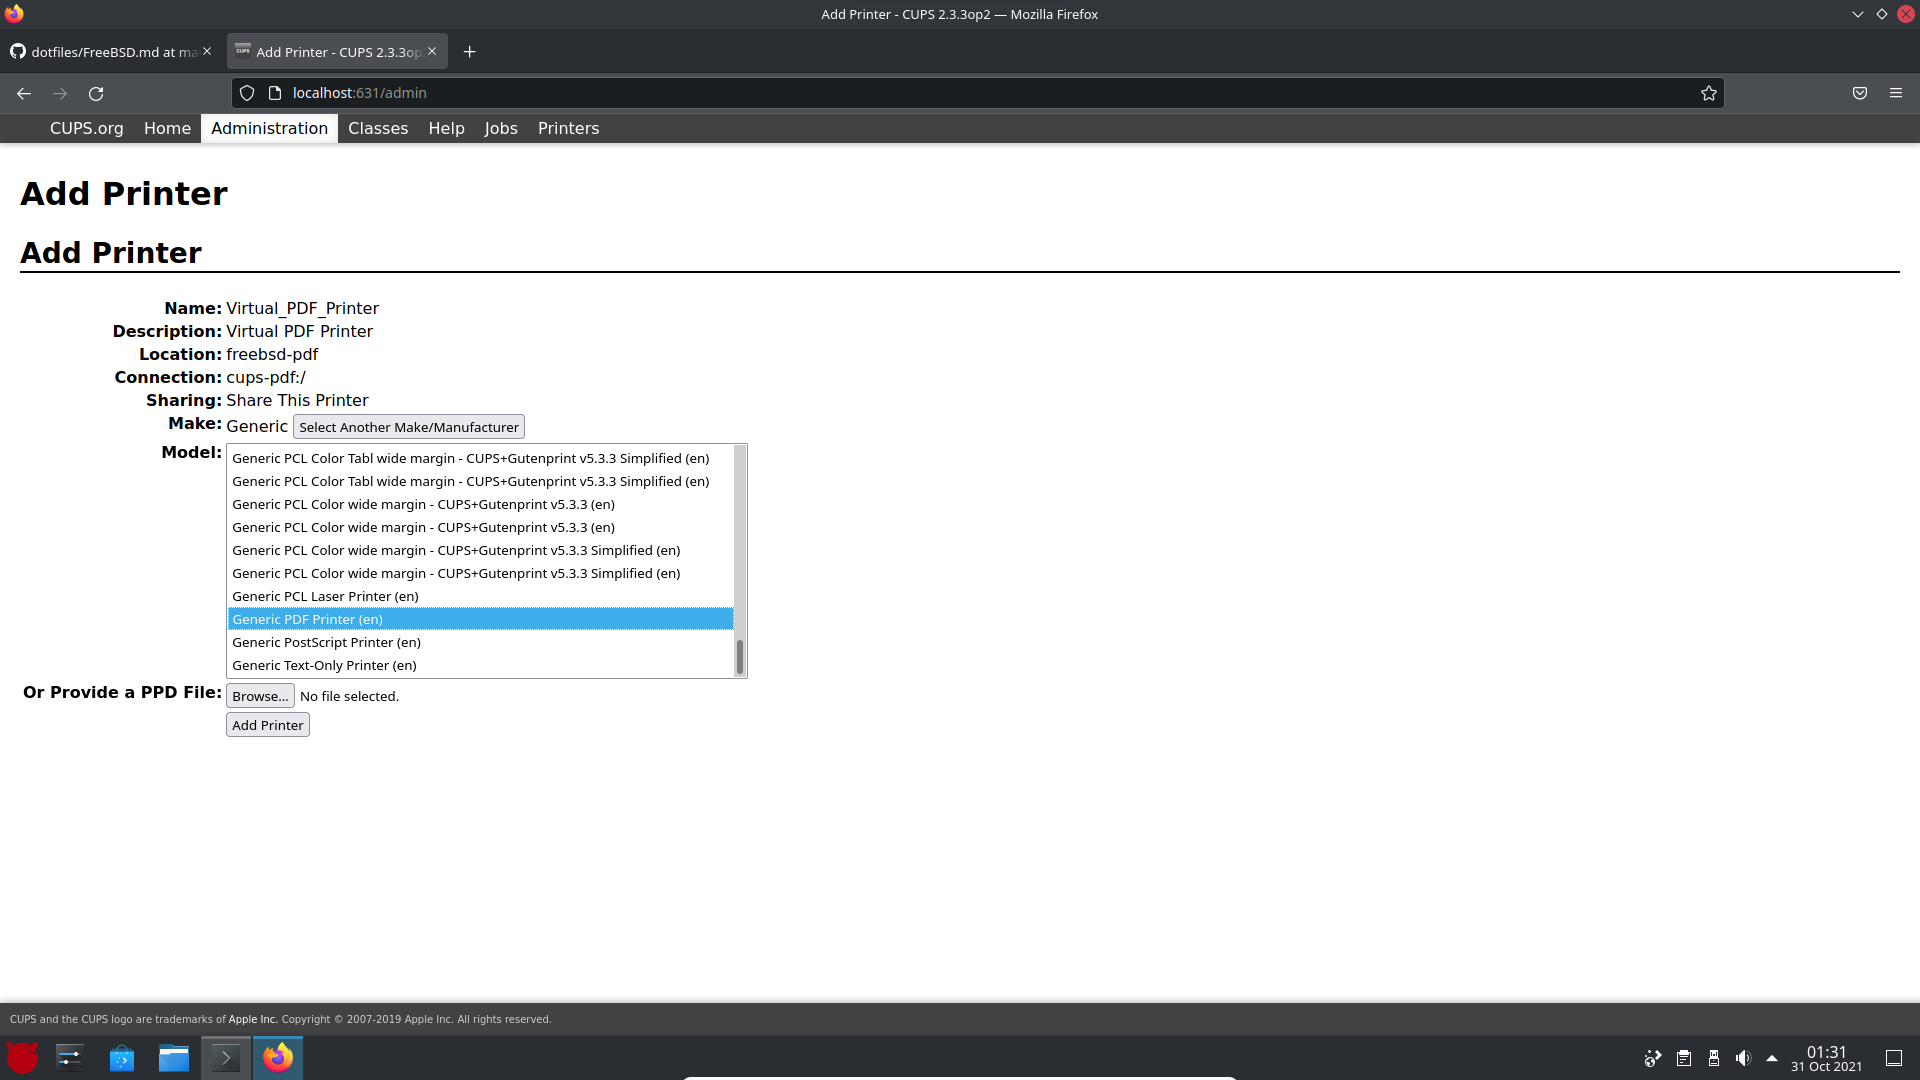 Add Printer - CUPS 2.3.3op2 — Mozilla Firefox
dotfiles/FreeBSD.md at ma
Add Printer - CUPS 2.3.3op
localhost:631/admin
CUPS.org Home Administration Classes Help Jobs Printers
Add Printer
Add Printer
Name: Virtual_PDF_Printer
Description: Virtual PDF Printer
Location: freebsd-pdf
Connection: cups-pdf:/
Sharing: Share This Printer
Make: Generic Select Another Make/Manufacturer
Model:
Generic PCL Color Tabl wide margin - CUPS+Gutenprint v5.3.3 Simplified (en)
Generic PCL Color Tabl wide margin - CUPS+Gutenprint v5.3.3 Simplified (en)
Generic PCL Color wide margin - CUPS+Gutenprint v5.3.3 (en)
Generic PCL Color wide margin - CUPS+Gutenprint v5.3.3 (en)
Generic PCL Color wide margin - CUPS+Gutenprint v5.3.3 Simplified (en)
Generic PCL Color wide margin - CUPS+Gutenprint v5.3.3 Simplified (en)
Generic PCL Laser Printer (en)
Generic PDF Printer (en)
Generic PostScript Printer (en)
Generic Text-Only Printer (en)
Or Provide a PPD File: Browse... No file selected.
Add Printer
CUPS and the CUPS logo are trademarks of Apple Inc. Copyright © 2007-2019 Apple Inc. All rights reserved.
01:31
31 Oct 2021